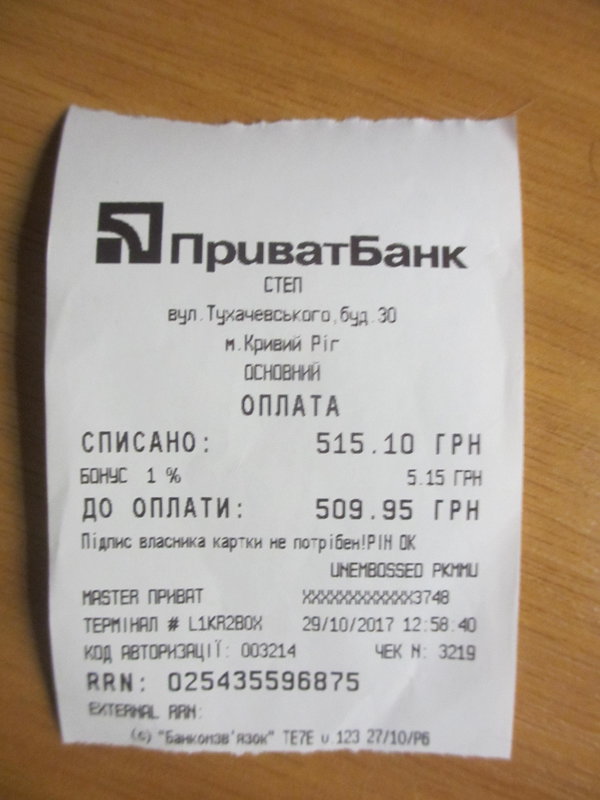 ПриватБанк
СТЕП
вул.Тухачевського,буд.30
м.Кривий Ріг
ОСНОВНИЙ
ОПЛАТА
СПИСАНО: 515.10 ГРН
БОНУС 1 % 5.15 ГРН
ДО ОПЛАТИ: 509.95 ГРН
Підпис власника картки не потрібен!PIN OK
UNEMBOSSED PKMMU
MASTER ПРИВАТ XXXXXXXXXXXX3748
ТЕРМІНАЛ # L1KR2BOX 29/10/2017 12:58:40
КОД АВТОРИЗАЦІЇ: 003214 ЧЕК N: 3219
RRN: 025435596875
EXTERNAL RRN:
(c) "Банкомзв'язок" TE7E v 123 27/10/P6